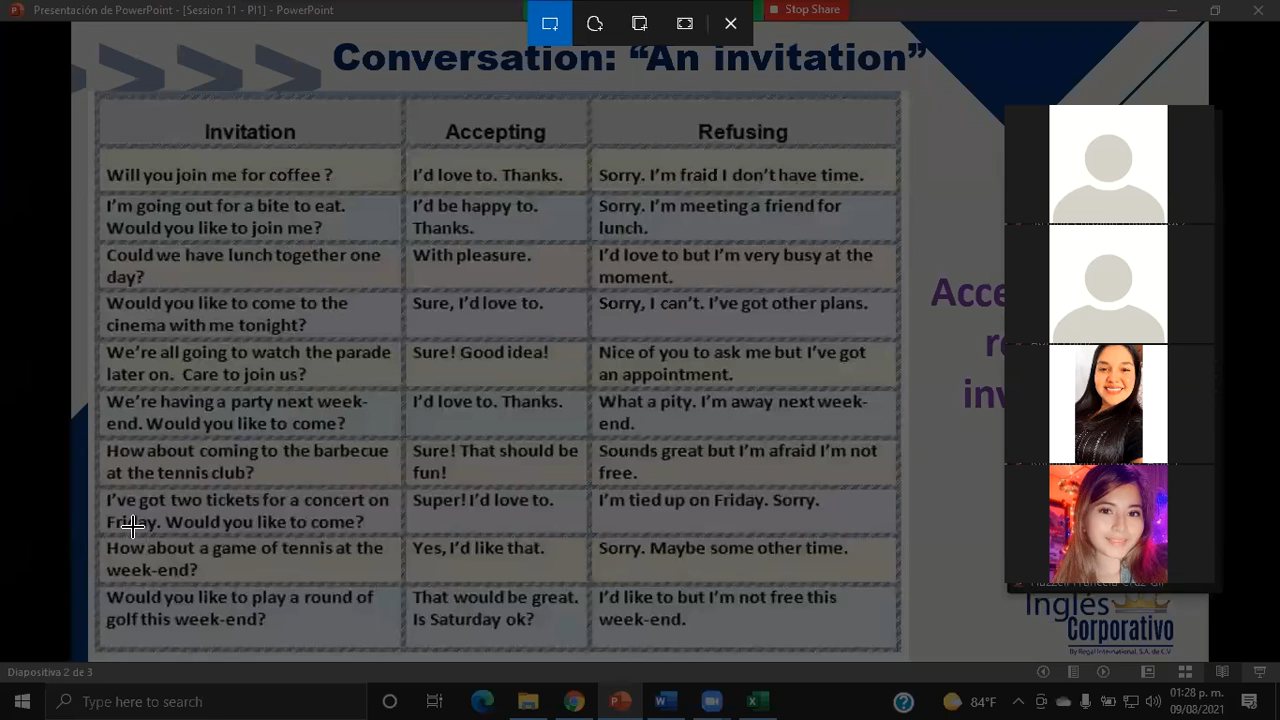 Presentación de PowerPoint - [Session 11 - PI1] - PowerPoint
Stop Share
Conversation: “An invitation”
Invitation
Accepting
Refusing
Will you join me for coffee ?
I’d love to. Thanks.
Sorry. I’m fraid I don’t have time.
I’m going out for a bite to eat.
Would you like to join me?
I’d be happy to.
Thanks.
Sorry. I’m meeting a friend for
lunch.
Could we have lunch together one
day?
With pleasure.
I’d love to but I’m very busy at the
moment.
Would you like to come to the
cinema with me tonight?
Sure, I’d love to.
Sorry, I can’t. I’ve got other plans.
We’re all going to watch the parade
later on. Care to join us?
Sure! Good idea!
Nice of you to ask me but I’ve got
an appointment.
We’re having a party next week-
end. Would you like to come?
I’d love to. Thanks.
What a pity. I’m away next week-
end.
How about coming to the barbecue
at the tennis club?
Sure! That should be
fun!
Sounds great but I’m afraid I’m not
free.
I’ve got two tickets for a concert on
Friday. Would you like to come?
Super! I’d love to.
I’m tied up on Friday. Sorry.
How about a game of tennis at the
week-end?
Yes, I’d like that.
Sorry. Maybe some other time.
Would you like to play a round of
golf this week-end?
That would be great.
Is Saturday ok?
I’d like to but I’m not free this
week-end.
Inglés
Corporativo
By Regal International, S.A. de C.V.
Diapositiva 2 de 3
Type here to search
84°F
01:28 p. m.
09/08/2021